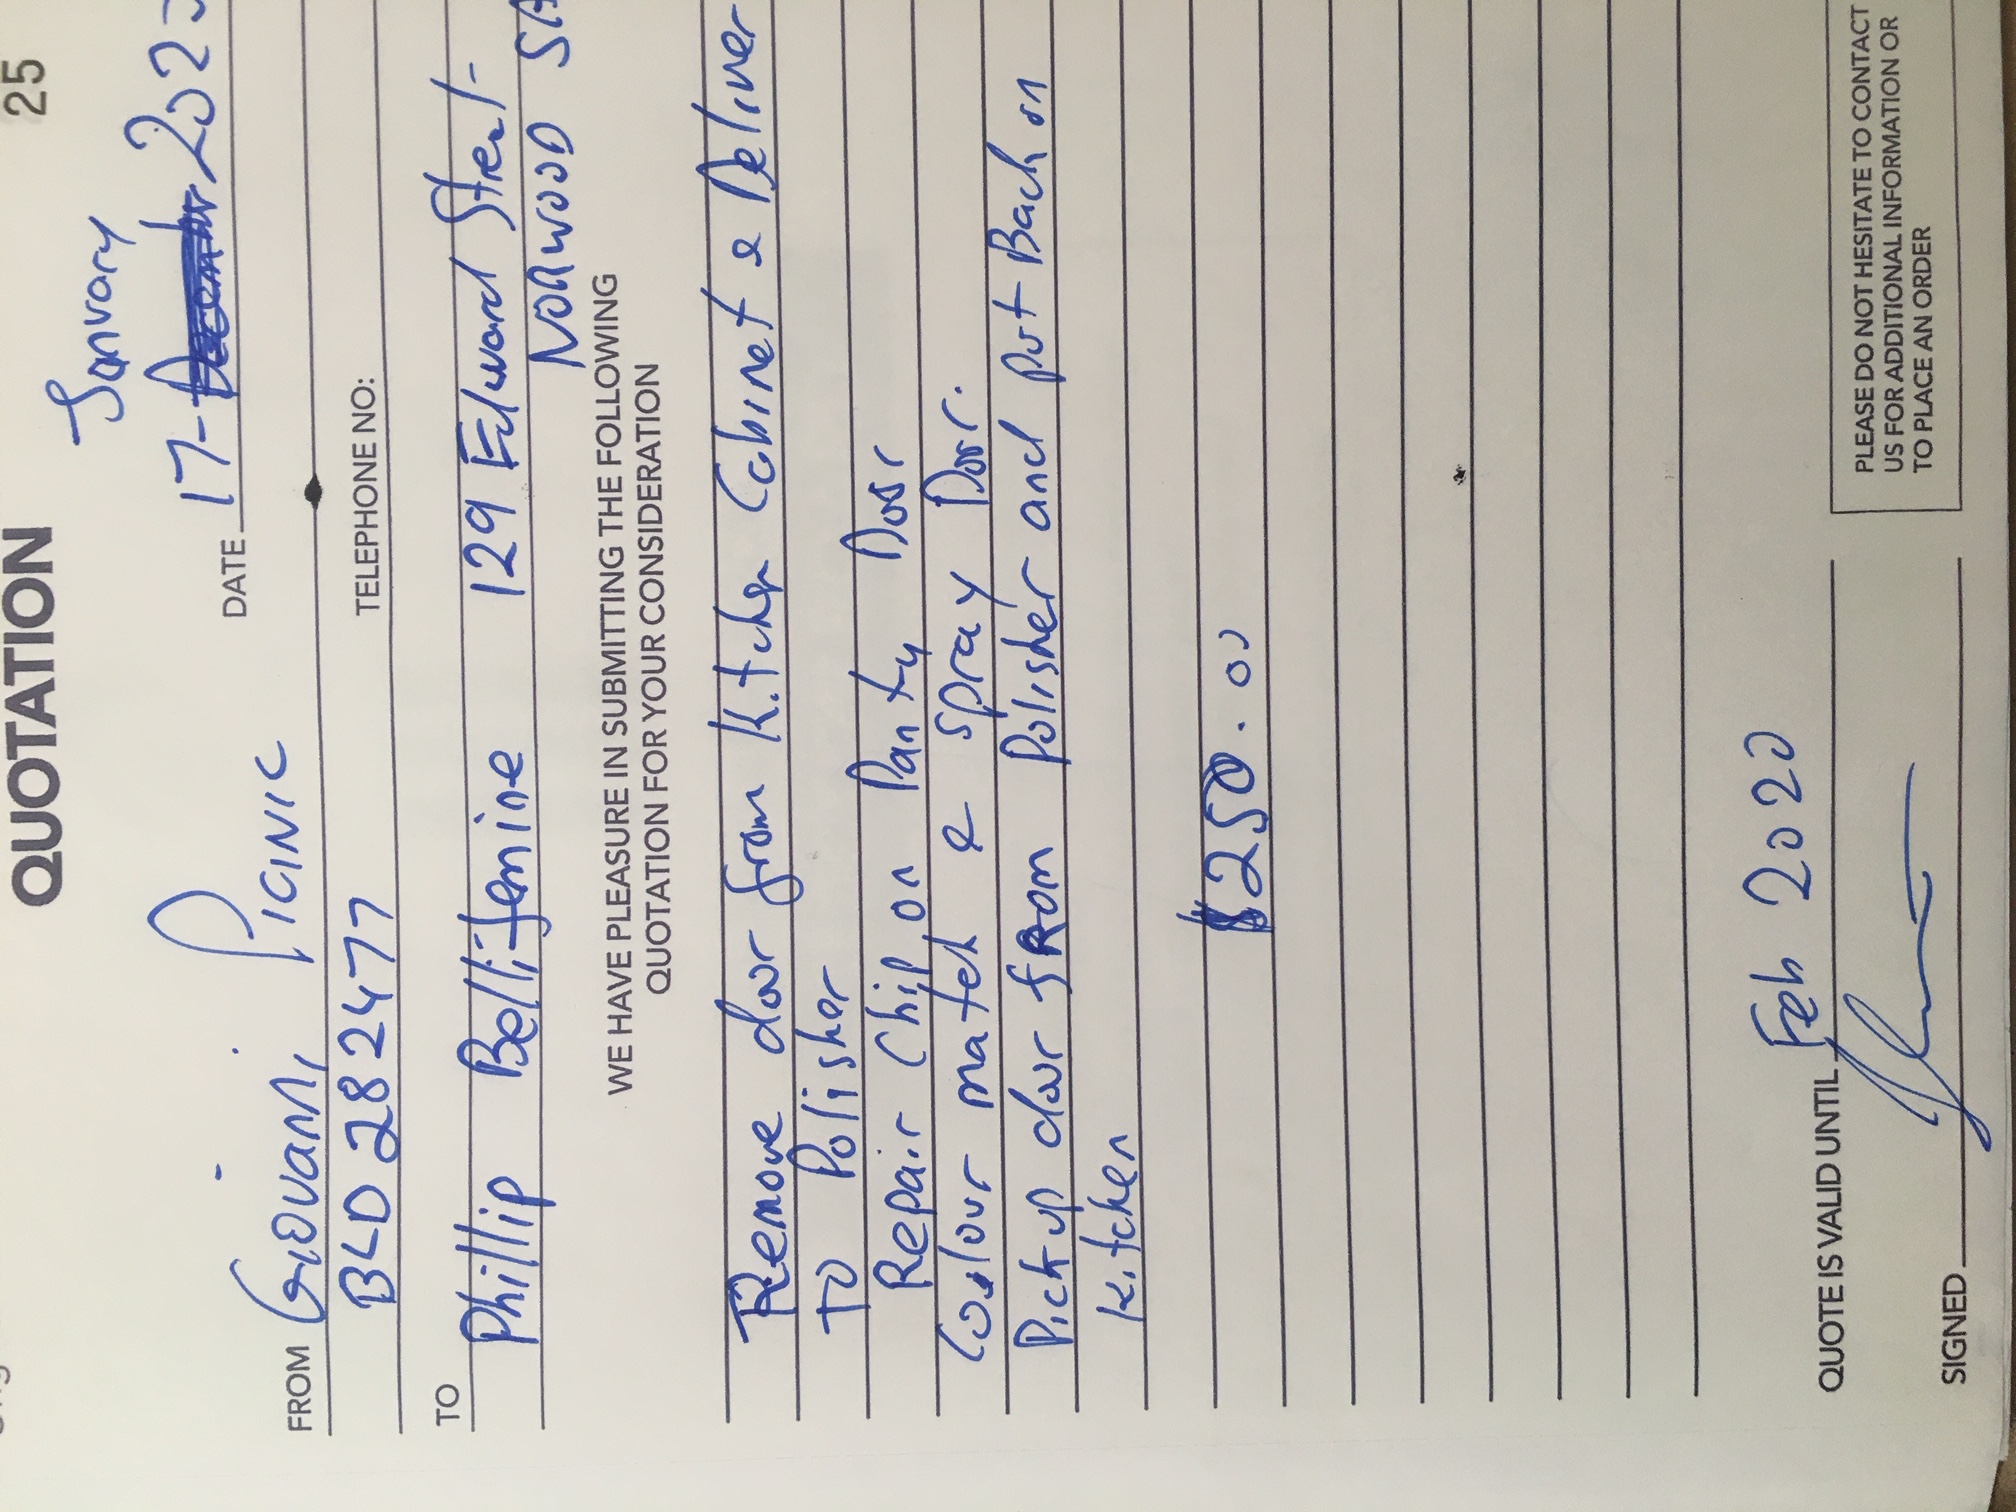 QUOTATION
25
January
DATE 17- December 2020
FROM Giovanni PICINIC
BLD 282477
TELEPHONE NO:
TO
Phillip Bellifemine 129 Edward Street
NORWOOD SA
WE HAVE PLEASURE IN SUBMITTING THE FOLLOWING
QUOTATION FOR YOUR CONSIDERATION
Remove door from Kitchen Cabinet & Deliver
TO Polisher
Repair Chip on Panty Door
Colour match & spray Door.
Pick up door from Polisher and put Back on
Kitchen
$250.00
QUOTE IS VALID UNTIL Feb 2020
SIGNED
PLEASE DO NOT HESITATE TO CONTACT
US FOR ADDITIONAL INFORMATION OR
TO PLACE AN ORDER